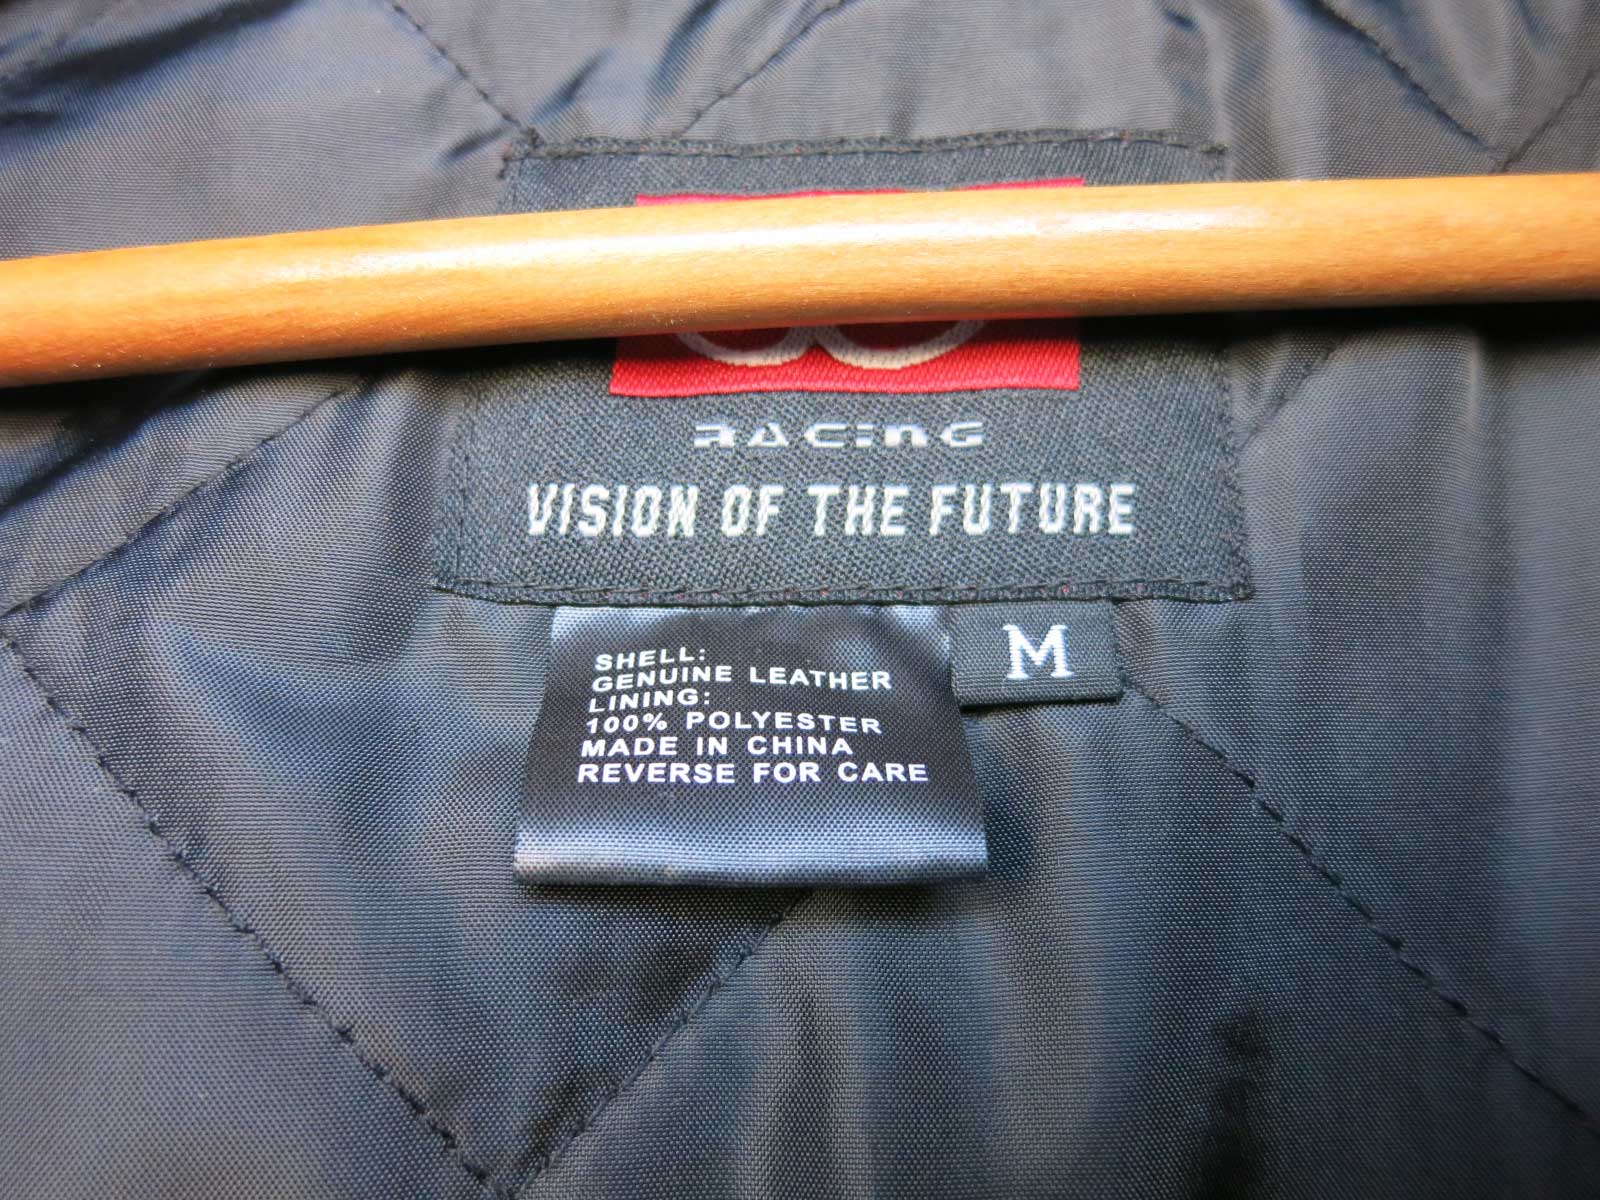 RACING
VISION OF THE FUTURE
M
SHELL:
GENUINE LEATHER
LINING:
100% POLYESTER
MADE IN CHINA
REVERSE FOR CARE